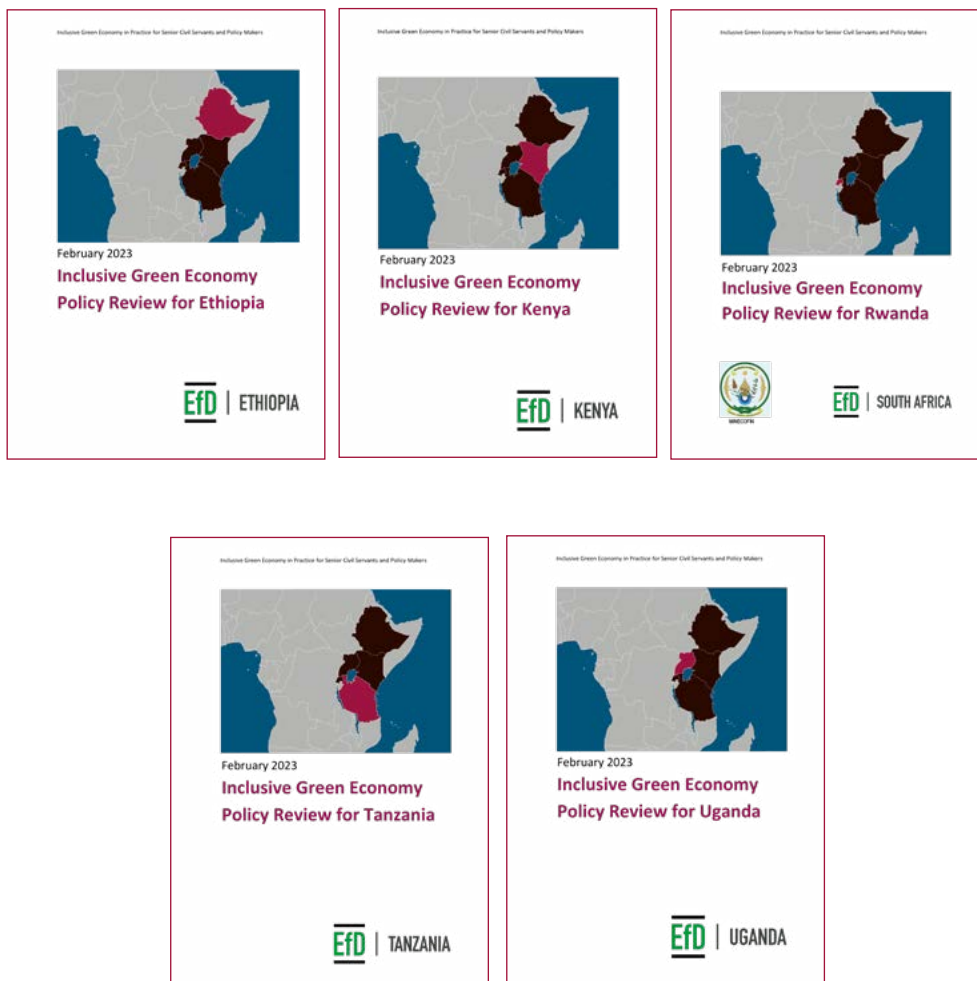 Inclusive Green Economy in Practice for Senior Civil Servants and Policy Makers
February 2023
Inclusive Green Economy
Policy Review for Ethiopia
EfD | ETHIOPIA
Inclusive Green Economy in Practice for Senior Civil Servants and Policy Makers
February 2023
Inclusive Green Economy
Policy Review for Kenya
EfD | KENYA
Inclusive Green Economy in Practice for Senior Civil Servants and Policy Makers
February 2023
Inclusive Green Economy
Policy Review for Rwanda
MINECOFIN
EfD | SOUTH AFRICA
Inclusive Green Economy in Practice for Senior Civil Servants and Policy Makers
February 2023
Inclusive Green Economy
Policy Review for Tanzania
EfD | TANZANIA
Inclusive Green Economy in Practice for Senior Civil Servants and Policy Makers
February 2023
Inclusive Green Economy
Policy Review for Uganda
EfD | UGANDA